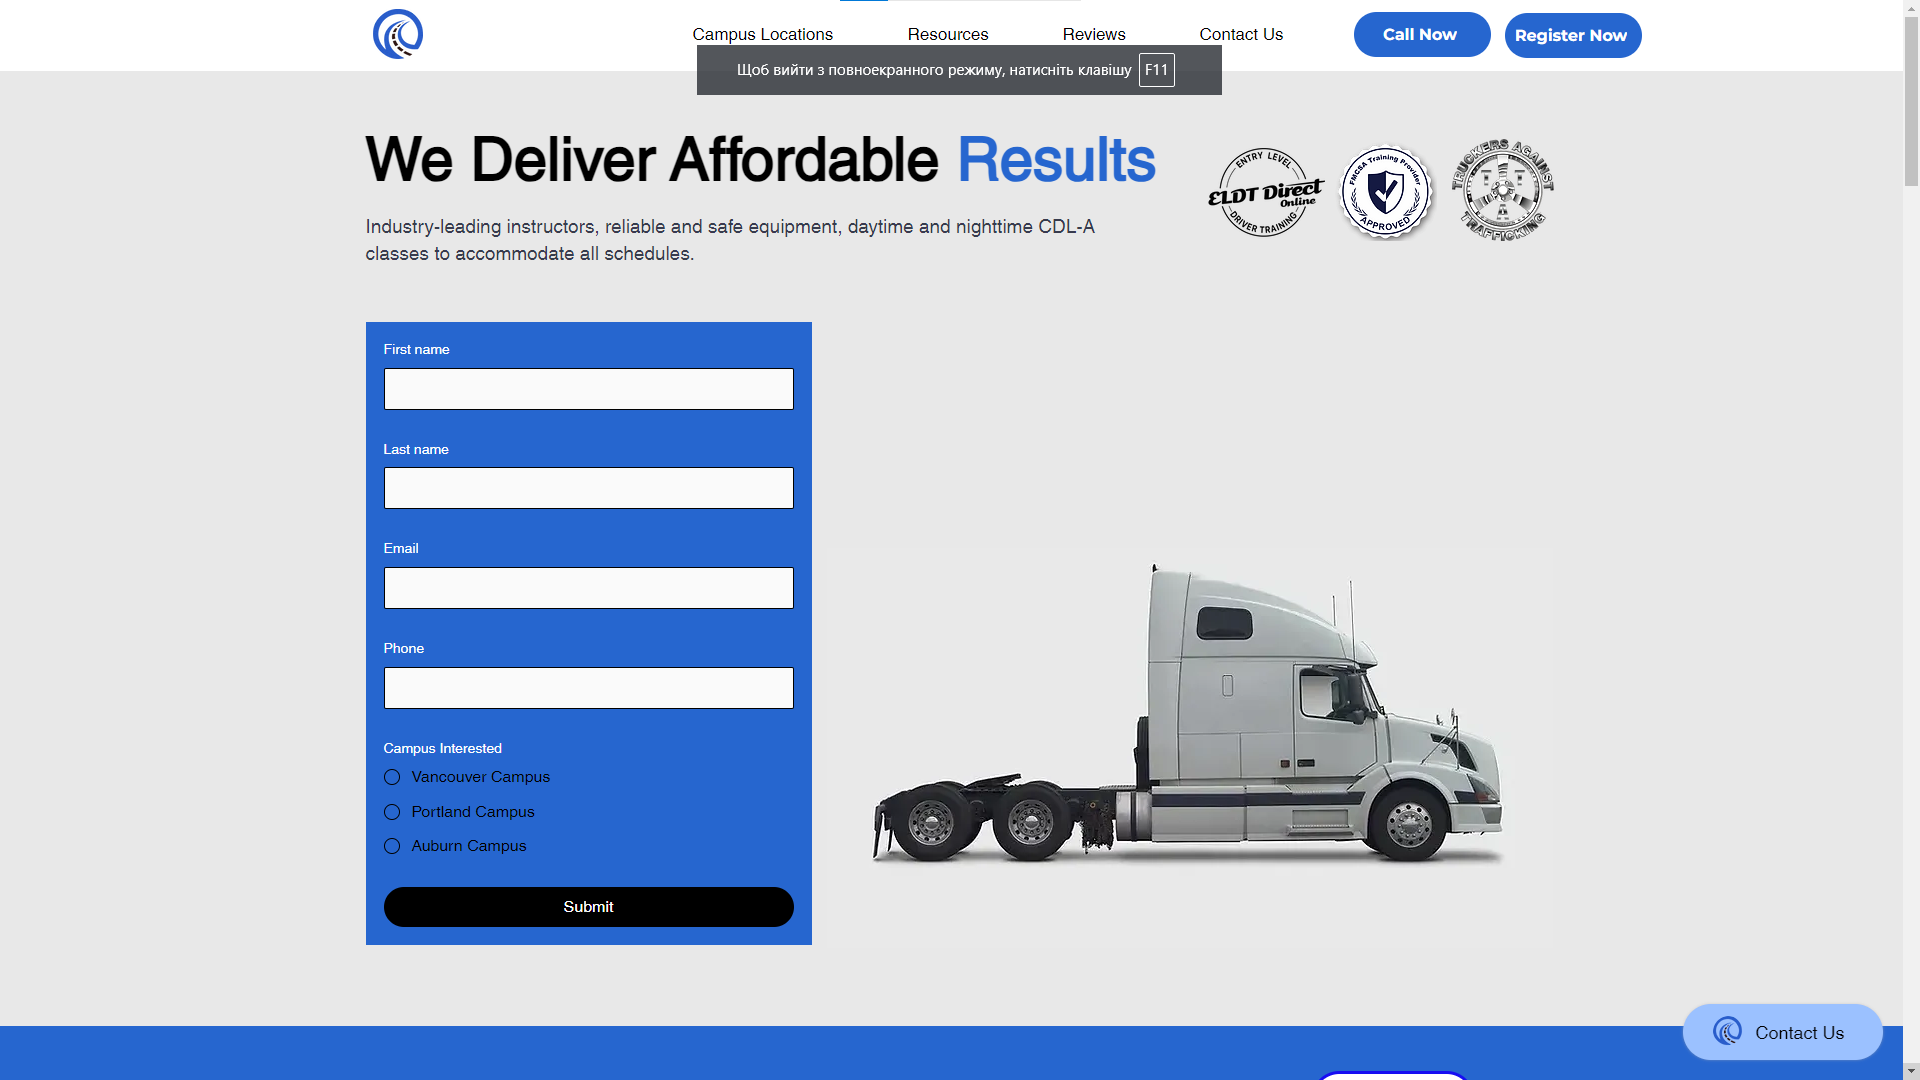 Campus Locations
Resources
Reviews
Contact Us
Call Now
Register Now
Щоб вийти з повноекранного режиму, натисніть клавішу F11
We Deliver Affordable Results
Industry-leading instructors, reliable and safe equipment, daytime and nighttime CDL-A
classes to accommodate all schedules.
ENTRY LEVEL
ELDT Direct
Online
DRIVER TRAINING
FMCSA Training Provider
APPROVED
TRUCKERS AGAINST
TRAFFICKING
First name
Last name
Email
Phone
Campus Interested
Vancouver Campus
Portland Campus
Auburn Campus
Submit
Contact Us